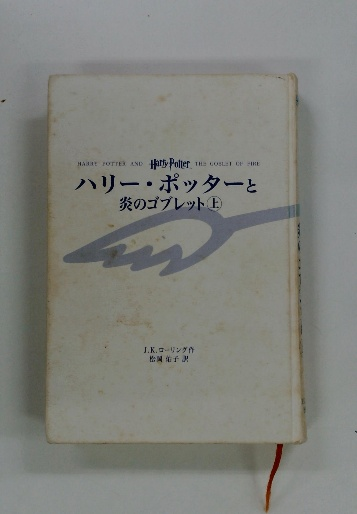 HARRY POTTER AND Harry Potter THE GOBLET OF FIRE
ハリー・ポッターと
炎のゴブレット上
J.K.ローリング作
松岡佑子訳